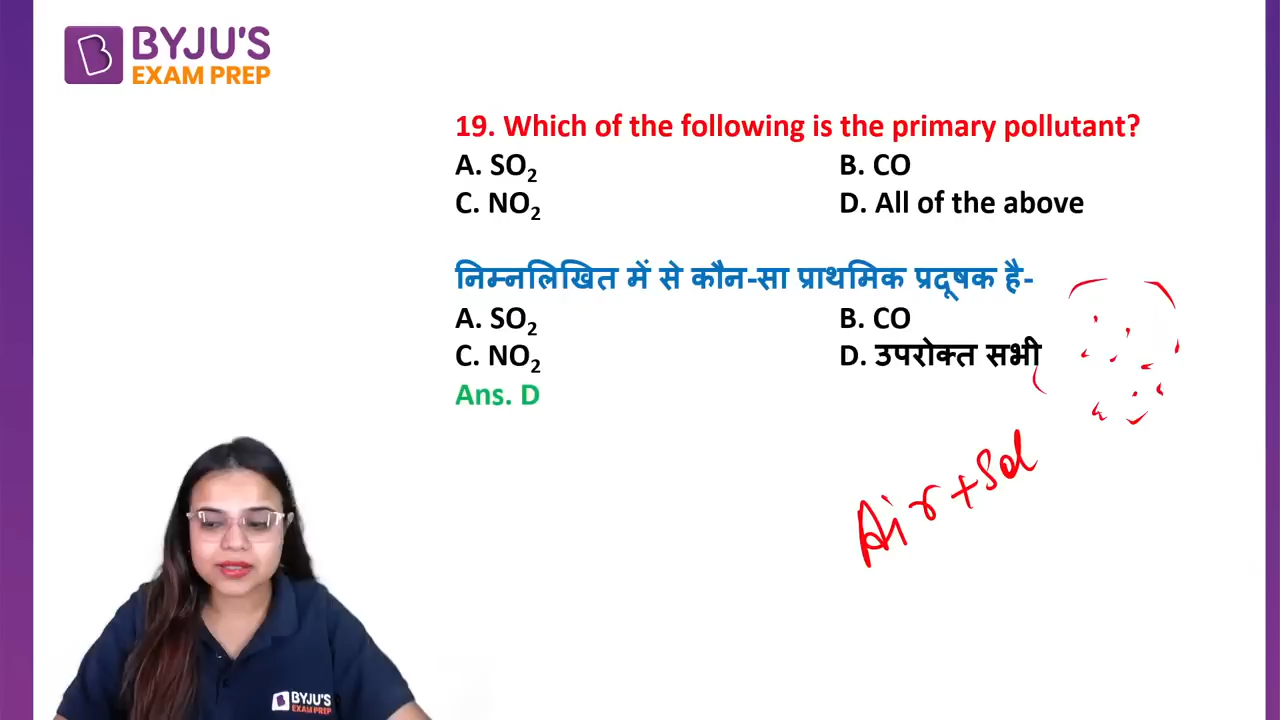 BYJU'S
EXAM PREP
19. Which of the following is the primary pollutant?
A. SO₂ B. CO
C. NO₂ D. All of the above
निम्नलिखित में से कौन-सा प्राथमिक प्रदूषक है-
A. SO₂ B. CO
C. NO₂ D. उपरोक्त सभी
Ans. D
Air + Sol
BYJU'S
EXAM PREP